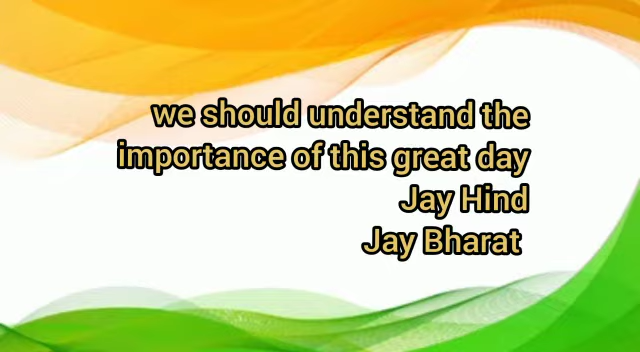 we should understand the
importance of this great day
Jay Hind
Jay Bharat